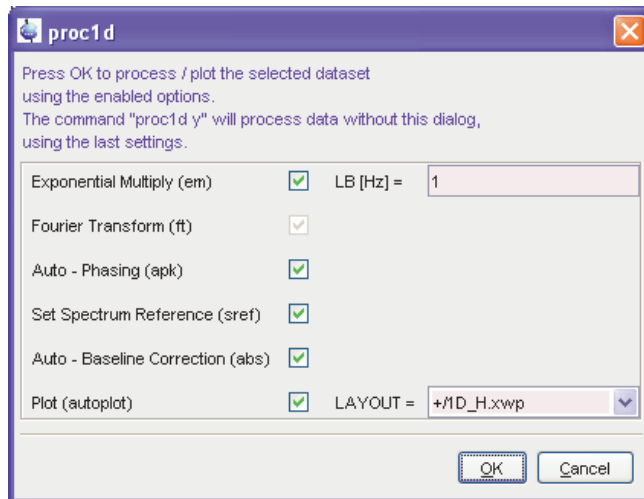 proc1d
Press OK to process / plot the selected dataset
using the enabled options.
The command "proc1d y" will process data without this dialog,
using the last settings.
Exponential Multiply (em) LB [Hz] = 1
Fourier Transform (ft)
Auto - Phasing (apk)
Set Spectrum Reference (sref)
Auto - Baseline Correction (abs)
Plot (autoplot) LAYOUT = +/1D_H.xwp
OK Cancel